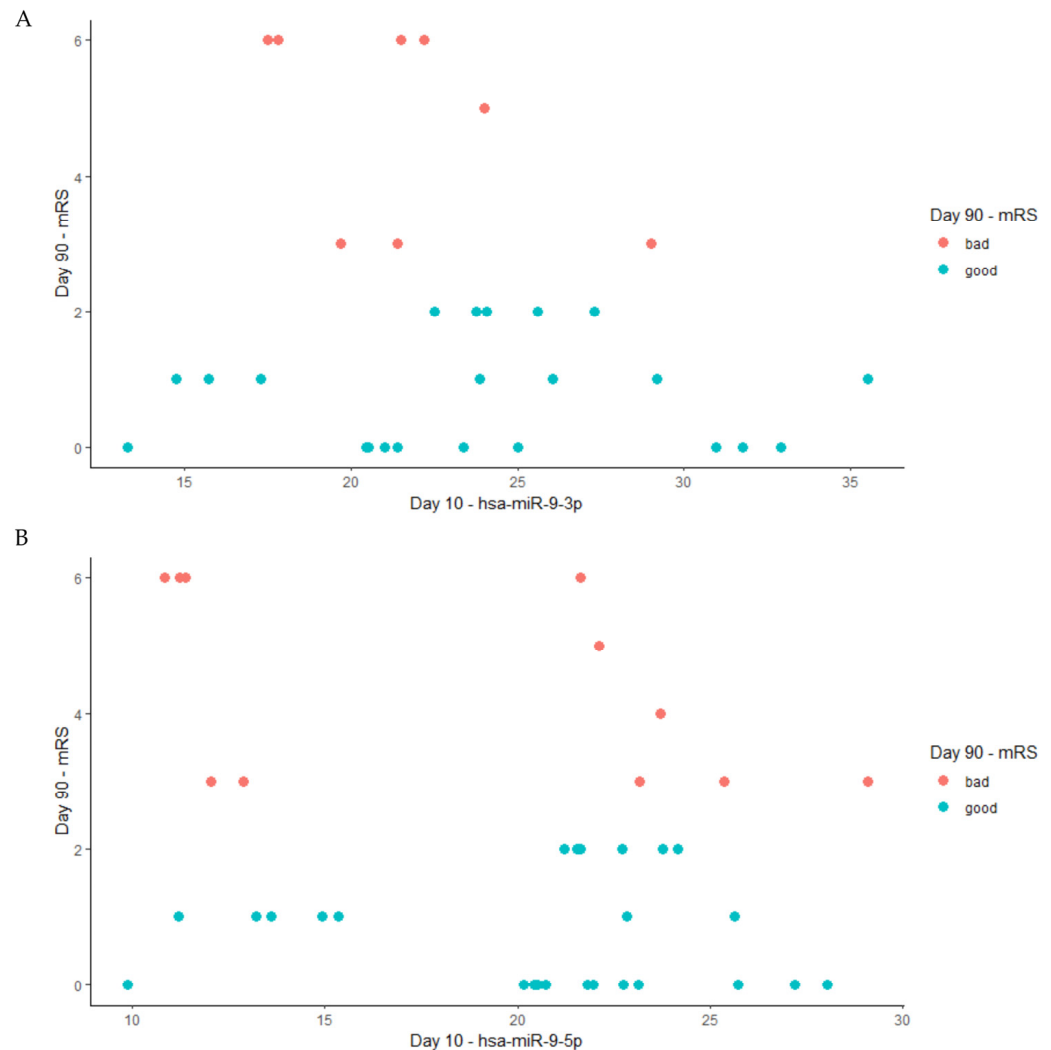 A
6
4
2
0
Day 90 - mRS
15 20 25 30 35
Day 10 - hsa-miR-9-3p
Day 90 - mRS
bad
good
B
6
4
2
0
Day 90 - mRS
10 15 20 25 30
Day 10 - hsa-miR-9-5p
Day 90 - mRS
bad
good